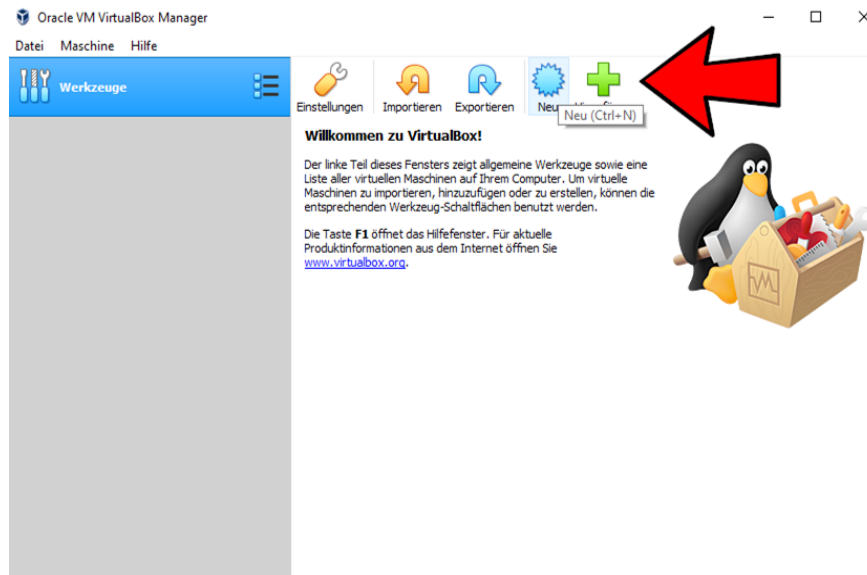 Oracle VM VirtualBox Manager
Datei Maschine Hilfe
Werkzeuge
Einstellungen Importieren Exportieren Neu
Neu (Ctrl+N)
Willkommen zu VirtualBox!
Der linke Teil dieses Fensters zeigt allgemeine Werkzeuge sowie eine
Liste aller virtuellen Maschinen auf Ihrem Computer. Um virtuelle
Maschinen zu importieren, hinzuzufügen oder zu erstellen, können die
entsprechenden Werkzeug-Schaltflächen benutzt werden.
Die Taste F1 öffnet das Hilfefenster. Für aktuelle
Produktinformationen aus dem Internet öffnen Sie
www.virtualbox.org.